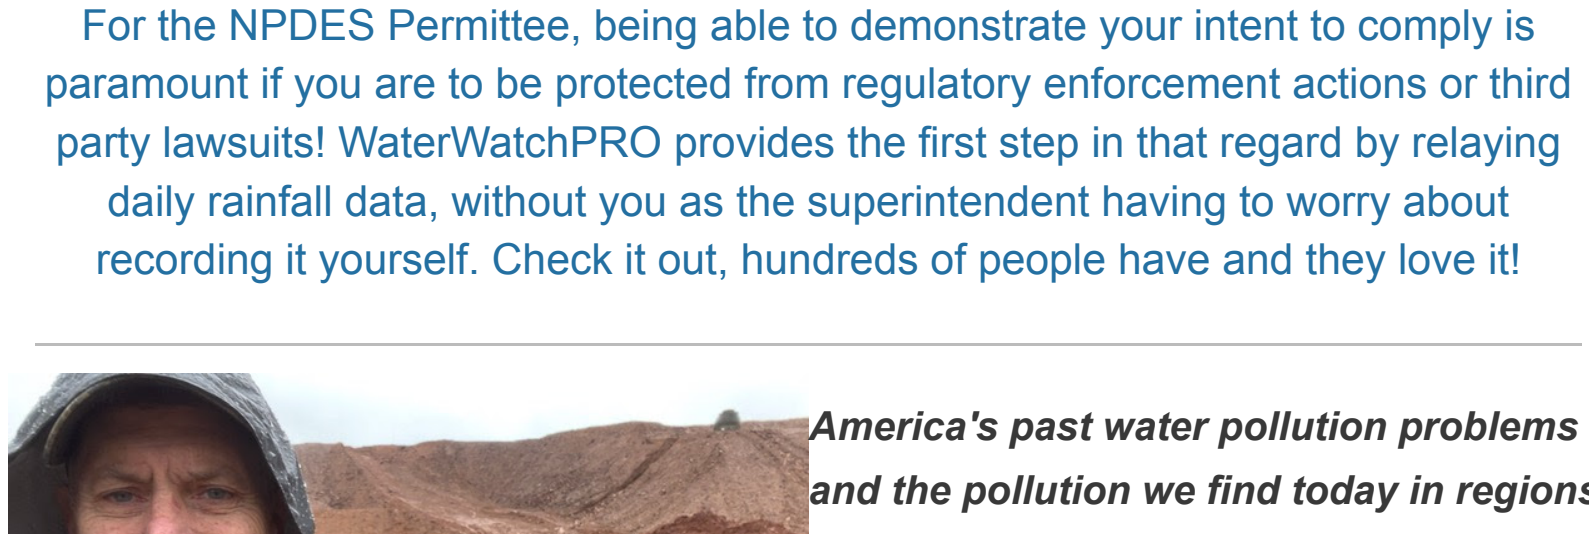 For the NPDES Permittee, being able to demonstrate your intent to comply is
paramount if you are to be protected from regulatory enforcement actions or third
party lawsuits! WaterWatchPRO provides the first step in that regard by relaying
daily rainfall data, without you as the superintendent having to worry about
recording it yourself. Check it out, hundreds of people have and they love it!
America's past water pollution problems
and the pollution we find today in regions